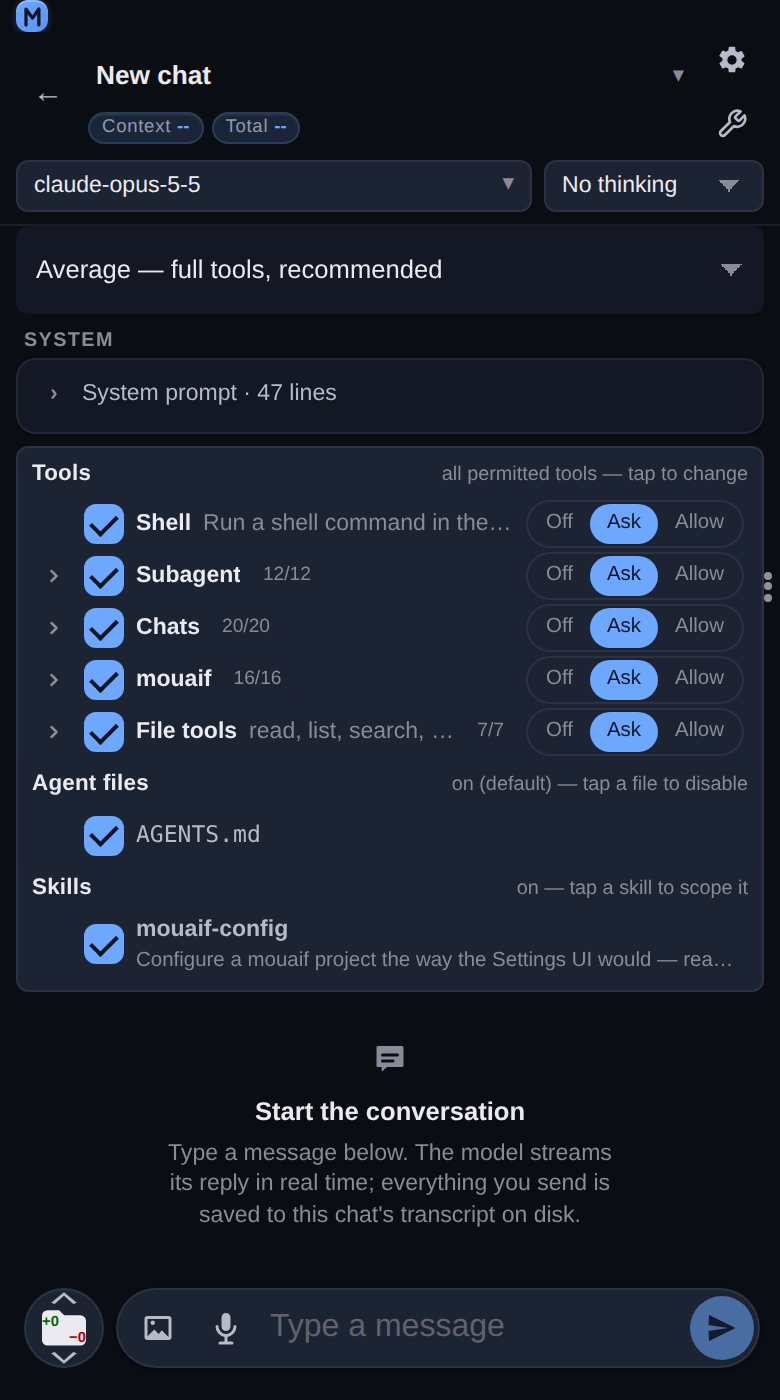 M
New chat
Context --
Total --
claude-opus-5-5
No thinking
Average — full tools, recommended
SYSTEM
System prompt · 47 lines
Tools
all permitted tools — tap to change
Shell Run a shell command in the…
Off Ask Allow
Subagent 12/12
Off Ask Allow
Chats 20/20
Off Ask Allow
mouaif 16/16
Off Ask Allow
File tools read, list, search, … 7/7
Off Ask Allow
Agent files
on (default) — tap a file to disable
AGENTS.md
Skills
on — tap a skill to scope it
mouaif-config
Configure a mouaif project the way the Settings UI would — rea…
Start the conversation
Type a message below. The model streams
its reply in real time; everything you send is
saved to this chat's transcript on disk.
+0
−0
Type a message